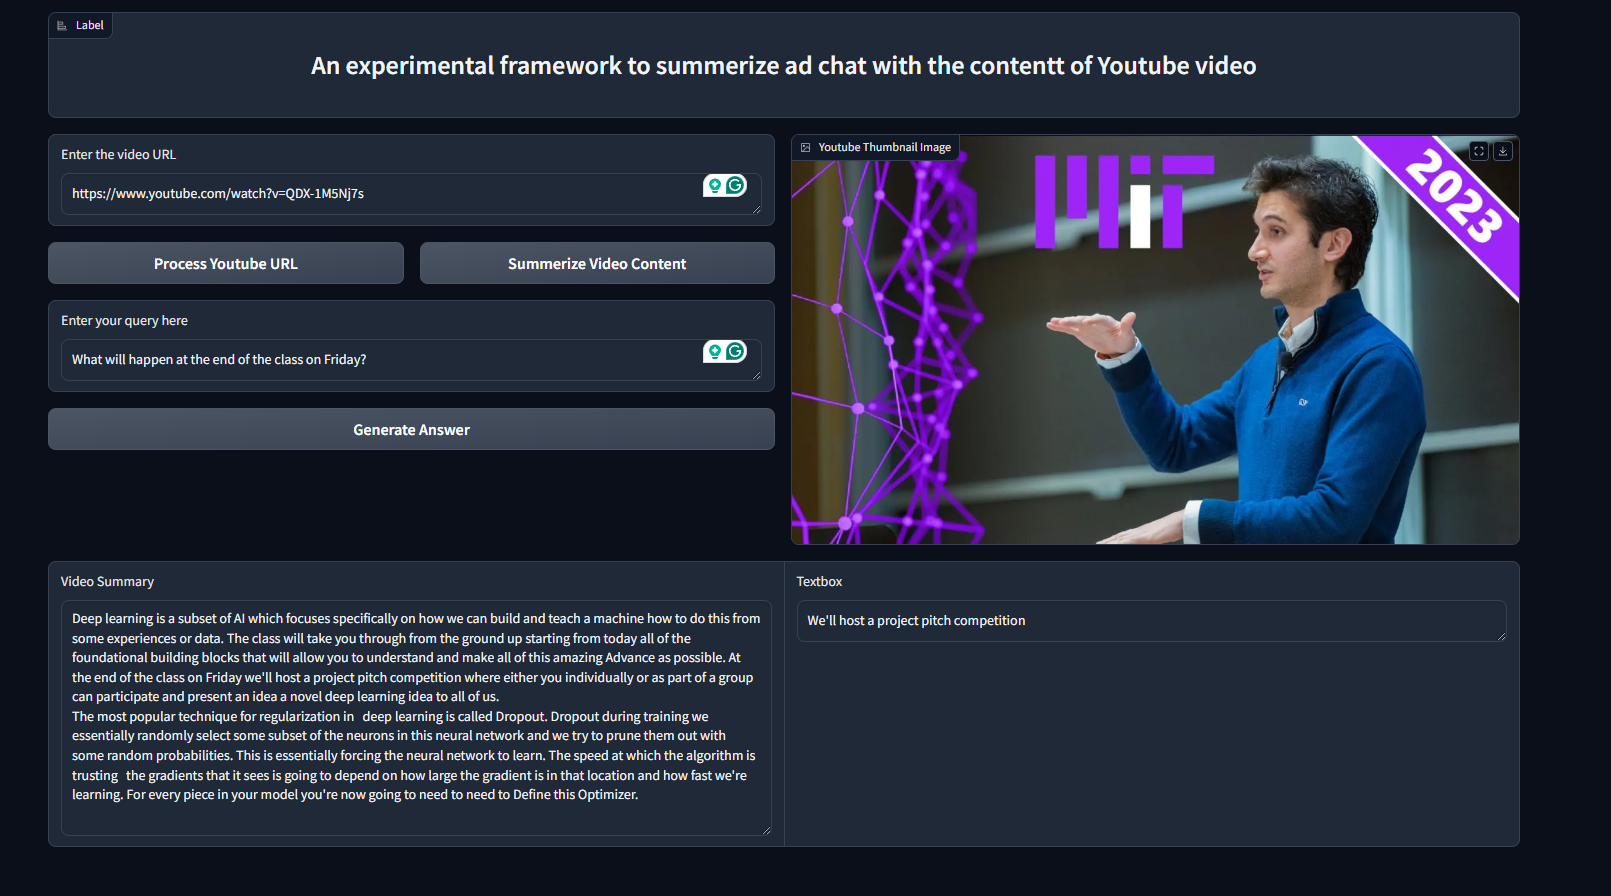 Label
An experimental framework to summerize ad chat with the contentt of Youtube video
Enter the video URL
https://www.youtube.com/watch?v=QDX-1M5Nj7s
Process Youtube URL
Summerize Video Content
Enter your query here
What will happen at the end of the class on Friday?
Generate Answer
Youtube Thumbnail Image
MIT
2023
Video Summary
Deep learning is a subset of AI which focuses specifically on how we can build and teach a machine how to do this from
some experiences or data. The class will take you through from the ground up starting from today all of the
foundational building blocks that will allow you to understand and make all of this amazing Advance as possible. At
the end of the class on Friday we'll host a project pitch competition where either you individually or as part of a group
can participate and present an idea a novel deep learning idea to all of us.
The most popular technique for regularization in  deep learning is called Dropout. Dropout during training we
essentially randomly select some subset of the neurons in this neural network and we try to prune them out with
some random probabilities. This is essentially forcing the neural network to learn. The speed at which the algorithm is
trusting  the gradients that it sees is going to depend on how large the gradient is in that location and how fast we're
learning. For every piece in your model you're now going to need to need to Define this Optimizer.
Textbox
We'll host a project pitch competition